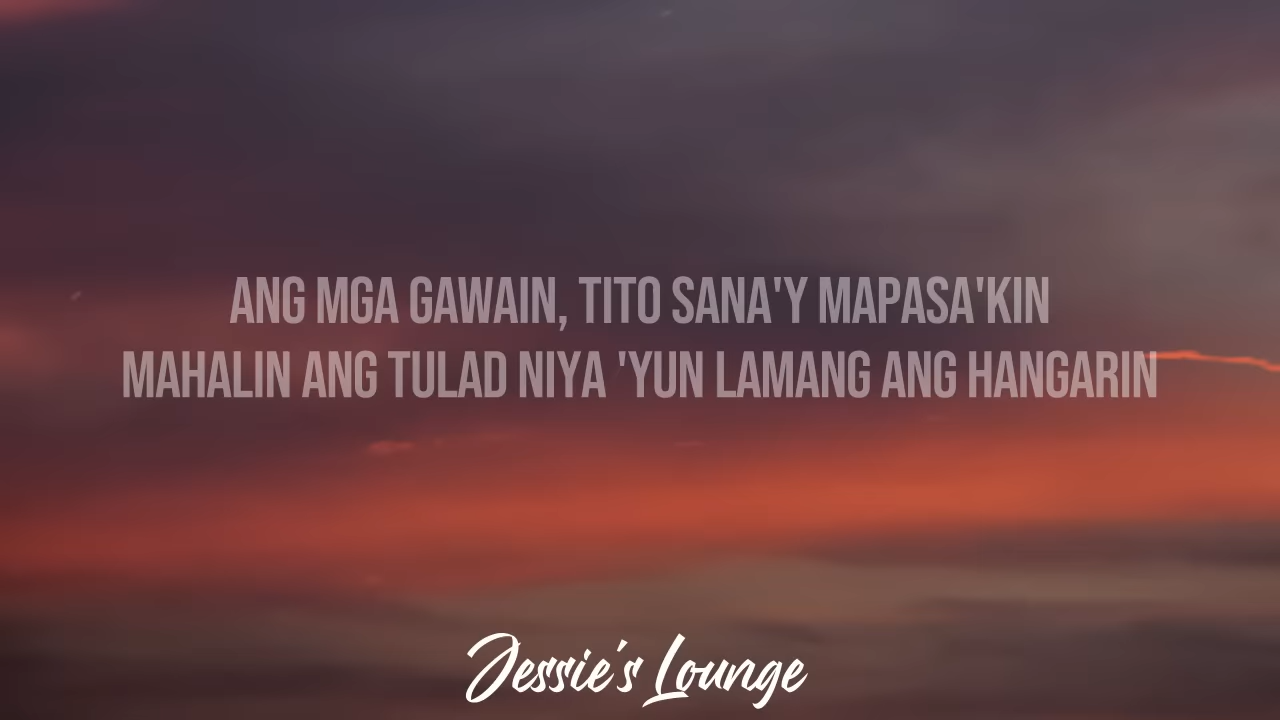 ANG MGA GAWAIN, TITO SANA'Y MAPASA'KIN
MAHALIN ANG TULAD NIYA 'YUN LAMANG ANG HANGARIN
Jessie's Lounge